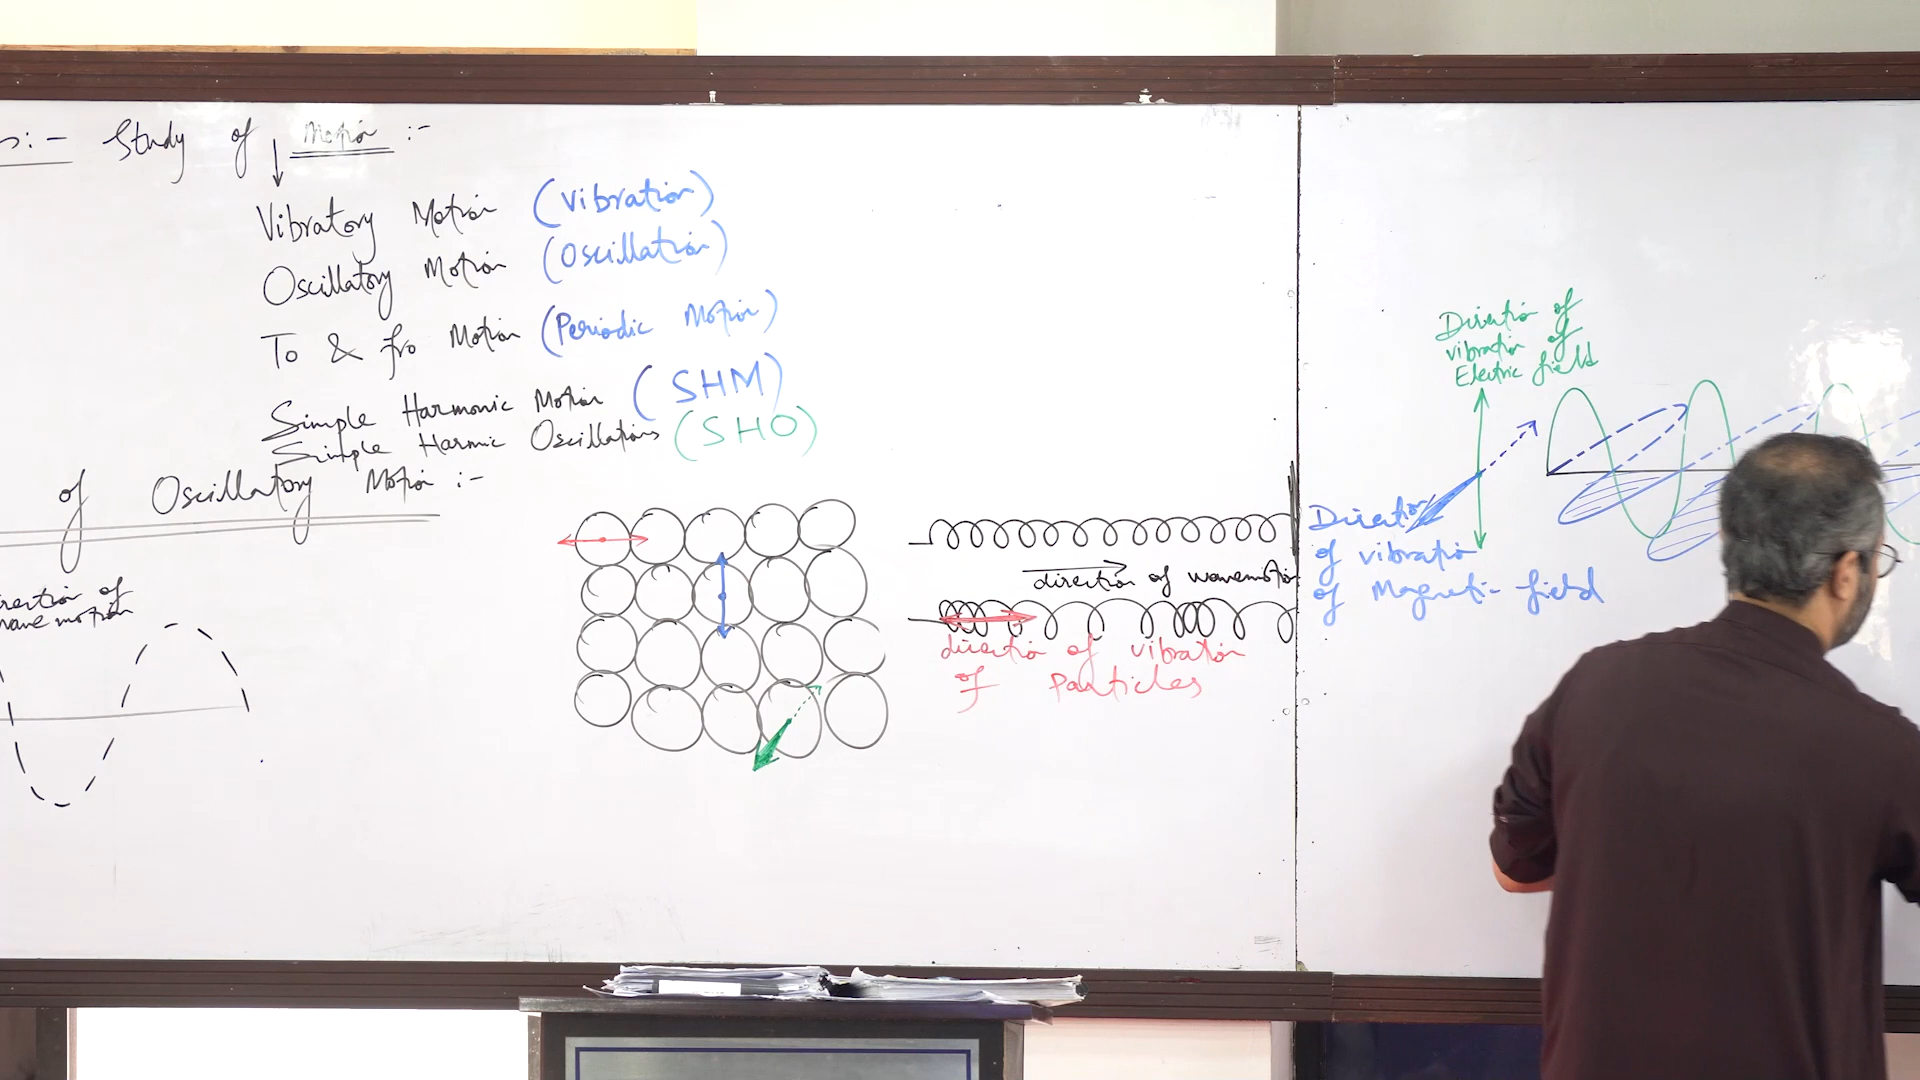 :- Study of Motion :-
Vibratory Motion (Vibration)
Oscillatory Motion (Oscillation)
To & fro Motion (Periodic Motion)
Simple Harmonic Motion (SHM)
Simple Harmic Oscillations (SHO)
of Oscillatory Motion :-
rection of
wave motion
direction of wavemotion
direction of vibration
of Particles
Direction of
vibration of
Electric field
Direction
of vibration
of Magnetic field